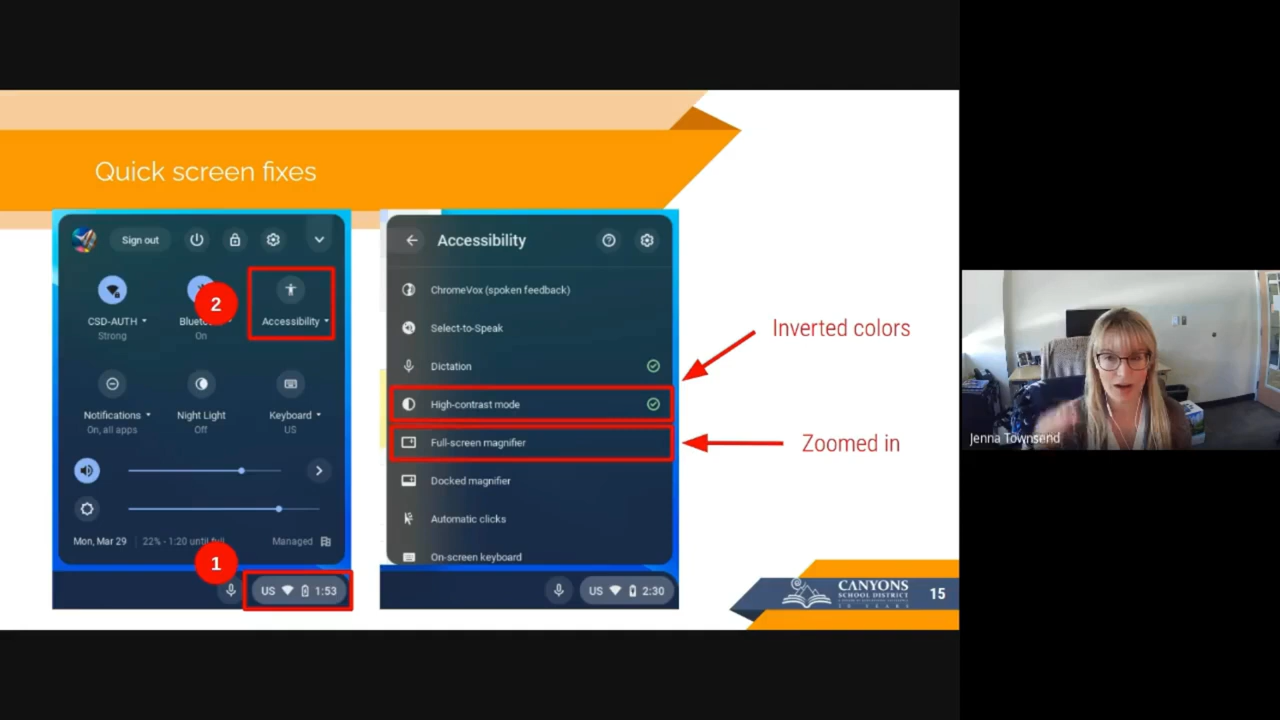 Quick screen fixes
Sign out
2
CSD-AUTH
Strong
On
Accessibility
Notifications
On, all apps
Night Light
Off
Keyboard
US
Mon, Mar 29
22% - 1:20 until full
Managed
1
US 1:53
Accessibility
ChromeVox (spoken feedback)
Select-to-Speak
Dictation
High-contrast mode
Full-screen magnifier
Docked magnifier
Automatic clicks
On-screen keyboard
US 2:30
Inverted colors
Zoomed in
CANYONS
SCHOOL DISTRICT
15
Jenna Townsend